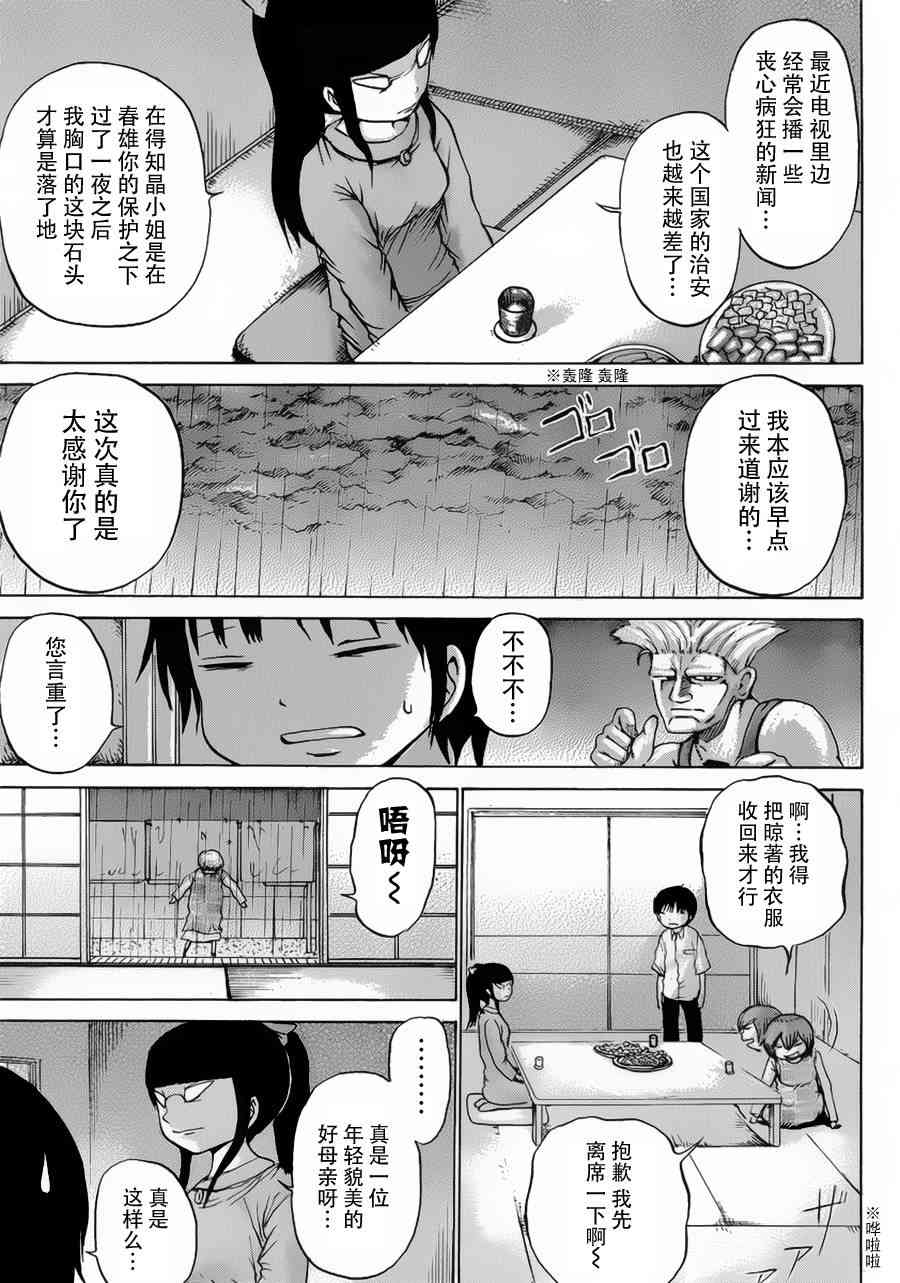 最近电视里边
经常会播一些
丧心病狂的新闻…
这个国家的治安
也越来越差了…
在得知晶小姐是在
春雄你的保护之下
过了一夜之后
我胸口的这块石头
才算是落了地
※轰隆 轰隆
ゴロ
ゴロ
我本应该早点
过来道谢的…
这次真的是
太感谢你了
不不不…
您言重了…
啊…我得
把晾著的衣服
收回来才行
唔呀～
抱歉 我先
离席一下啊～
※哗啦啦
………
真是一位
年轻貌美的
好母亲呀…
真是
这样么…